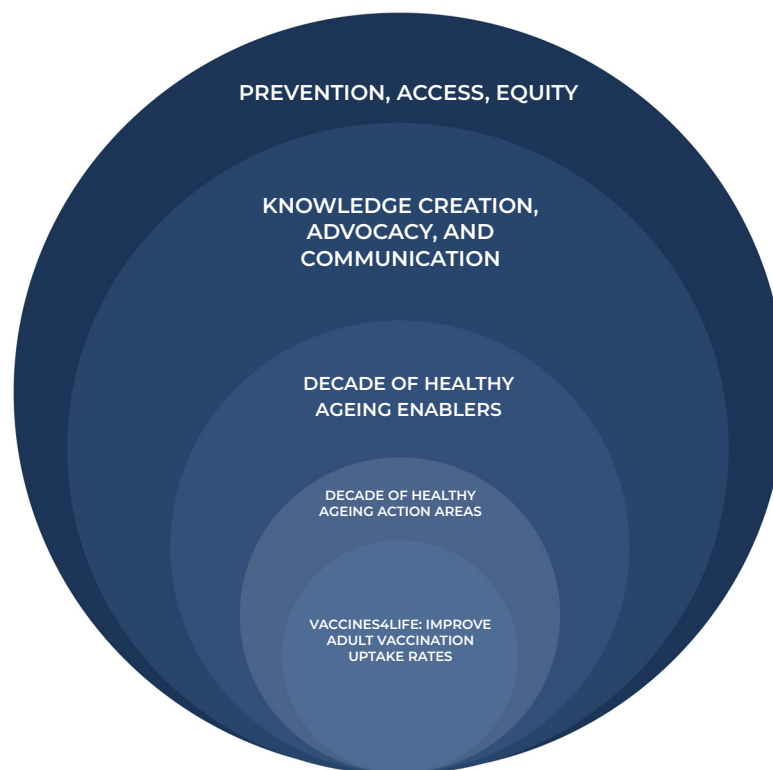 PREVENTION, ACCESS, EQUITY
KNOWLEDGE CREATION,
ADVOCACY, AND
COMMUNICATION
DECADE OF HEALTHY
AGEING ENABLERS
DECADE OF HEALTHY
AGEING ACTION AREAS
VACCINES4LIFE: IMPROVE
ADULT VACCINATION
UPTAKE RATES